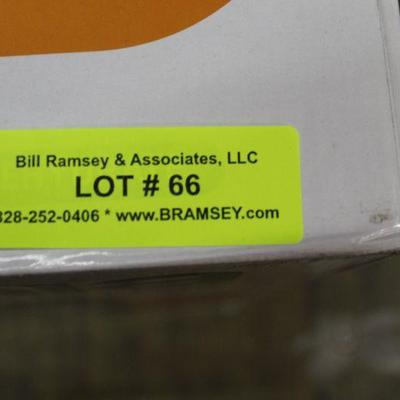 Bill Ramsey & Associates, LLC
LOT # 66
828-252-0406 * www.BRAMSEY.com